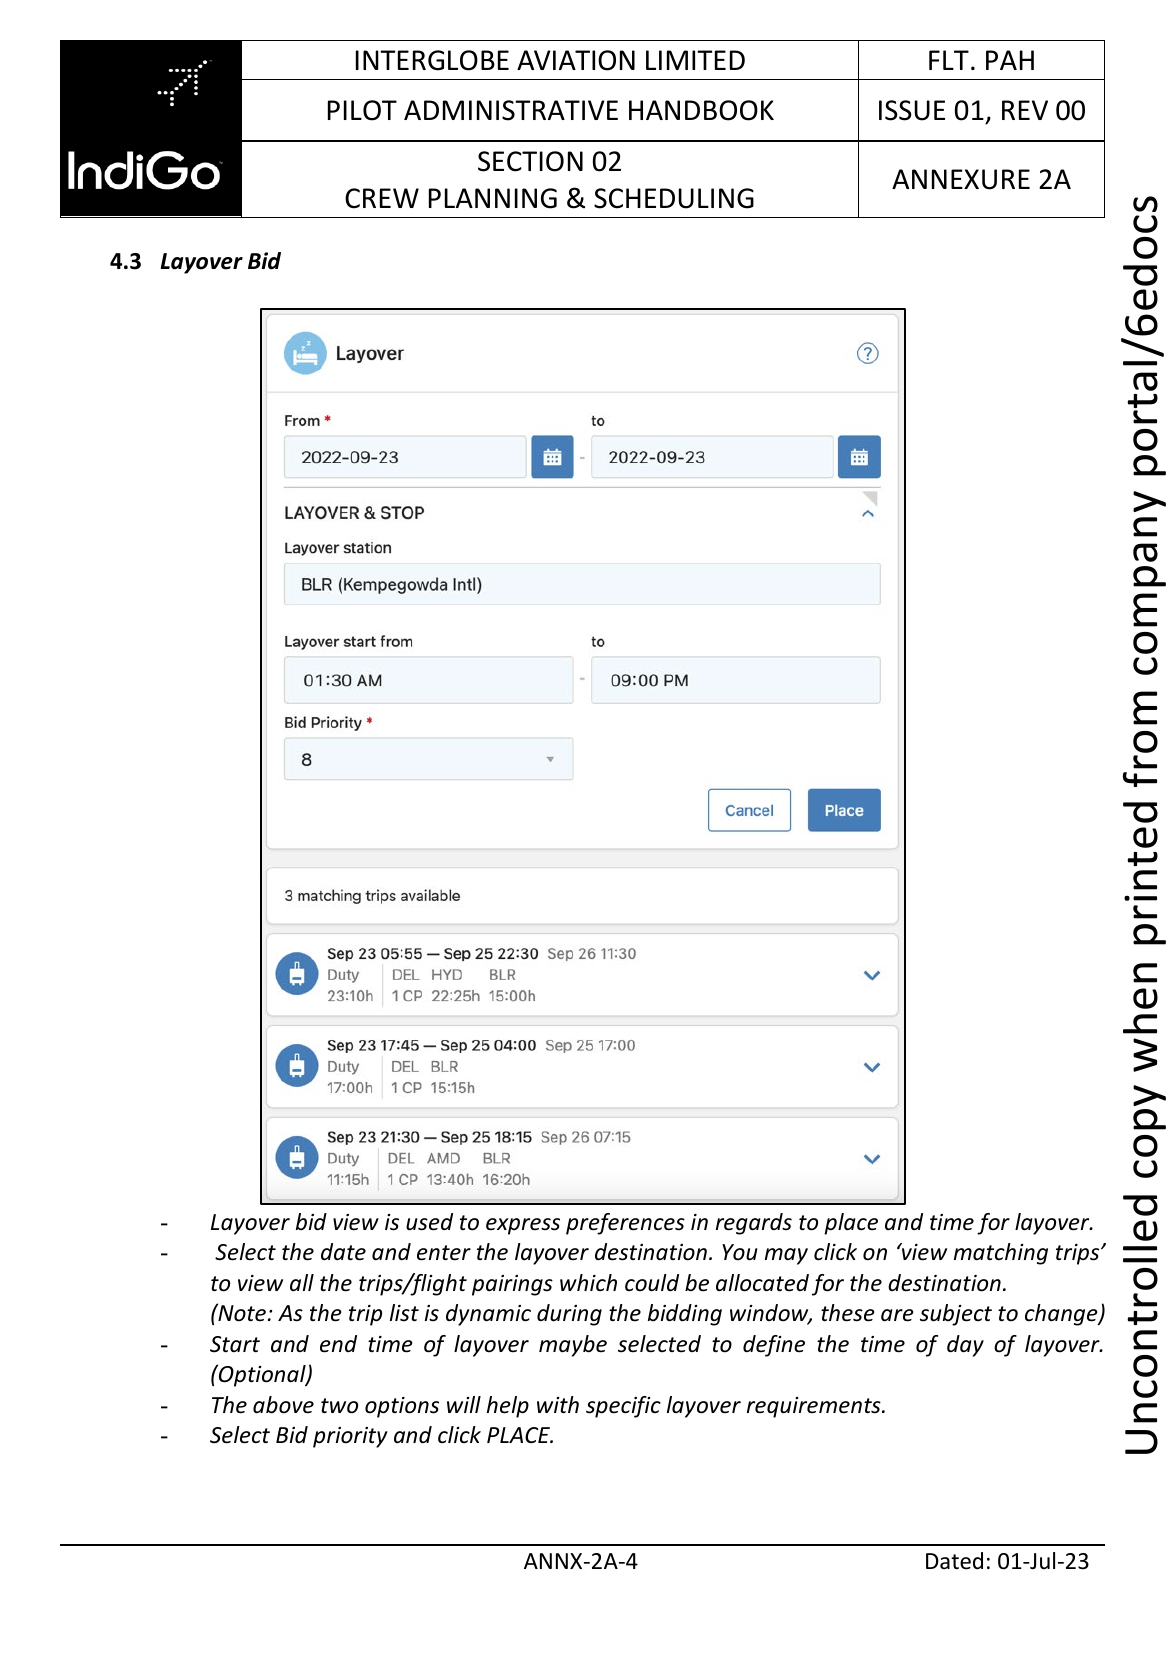 INTERGLOBE AVIATION LIMITED
FLT. PAH
PILOT ADMINISTRATIVE HANDBOOK
ISSUE 01, REV 00
IndiGo
SECTION 02
CREW PLANNING & SCHEDULING
ANNEXURE 2A
4.3 Layover Bid
Layover
?
From * to
2022-09-23 - 2022-09-23
LAYOVER & STOP
Layover station
BLR (Kempegowda Intl)
Layover start from to
01:30 AM - 09:00 PM
Bid Priority *
8
Cancel Place
3 matching trips available
Sep 23 05:55 — Sep 25 22:30 Sep 26 11:30
Duty DEL HYD BLR
23:10h 1 CP 22:25h 15:00h
Sep 23 17:45 — Sep 25 04:00 Sep 25 17:00
Duty DEL BLR
17:00h 1 CP 15:15h
Sep 23 21:30 — Sep 25 18:15 Sep 26 07:15
Duty DEL AMD BLR
11:15h 1 CP 13:40h 16:20h
- Layover bid view is used to express preferences in regards to place and time for layover.
- Select the date and enter the layover destination. You may click on ‘view matching trips’
to view all the trips/flight pairings which could be allocated for the destination.
(Note: As the trip list is dynamic during the bidding window, these are subject to change)
- Start and end time of layover maybe selected to define the time of day of layover.
(Optional)
- The above two options will help with specific layover requirements.
- Select Bid priority and click PLACE.
ANNX-2A-4
Dated: 01-Jul-23
Uncontrolled copy when printed from company portal/6edocs